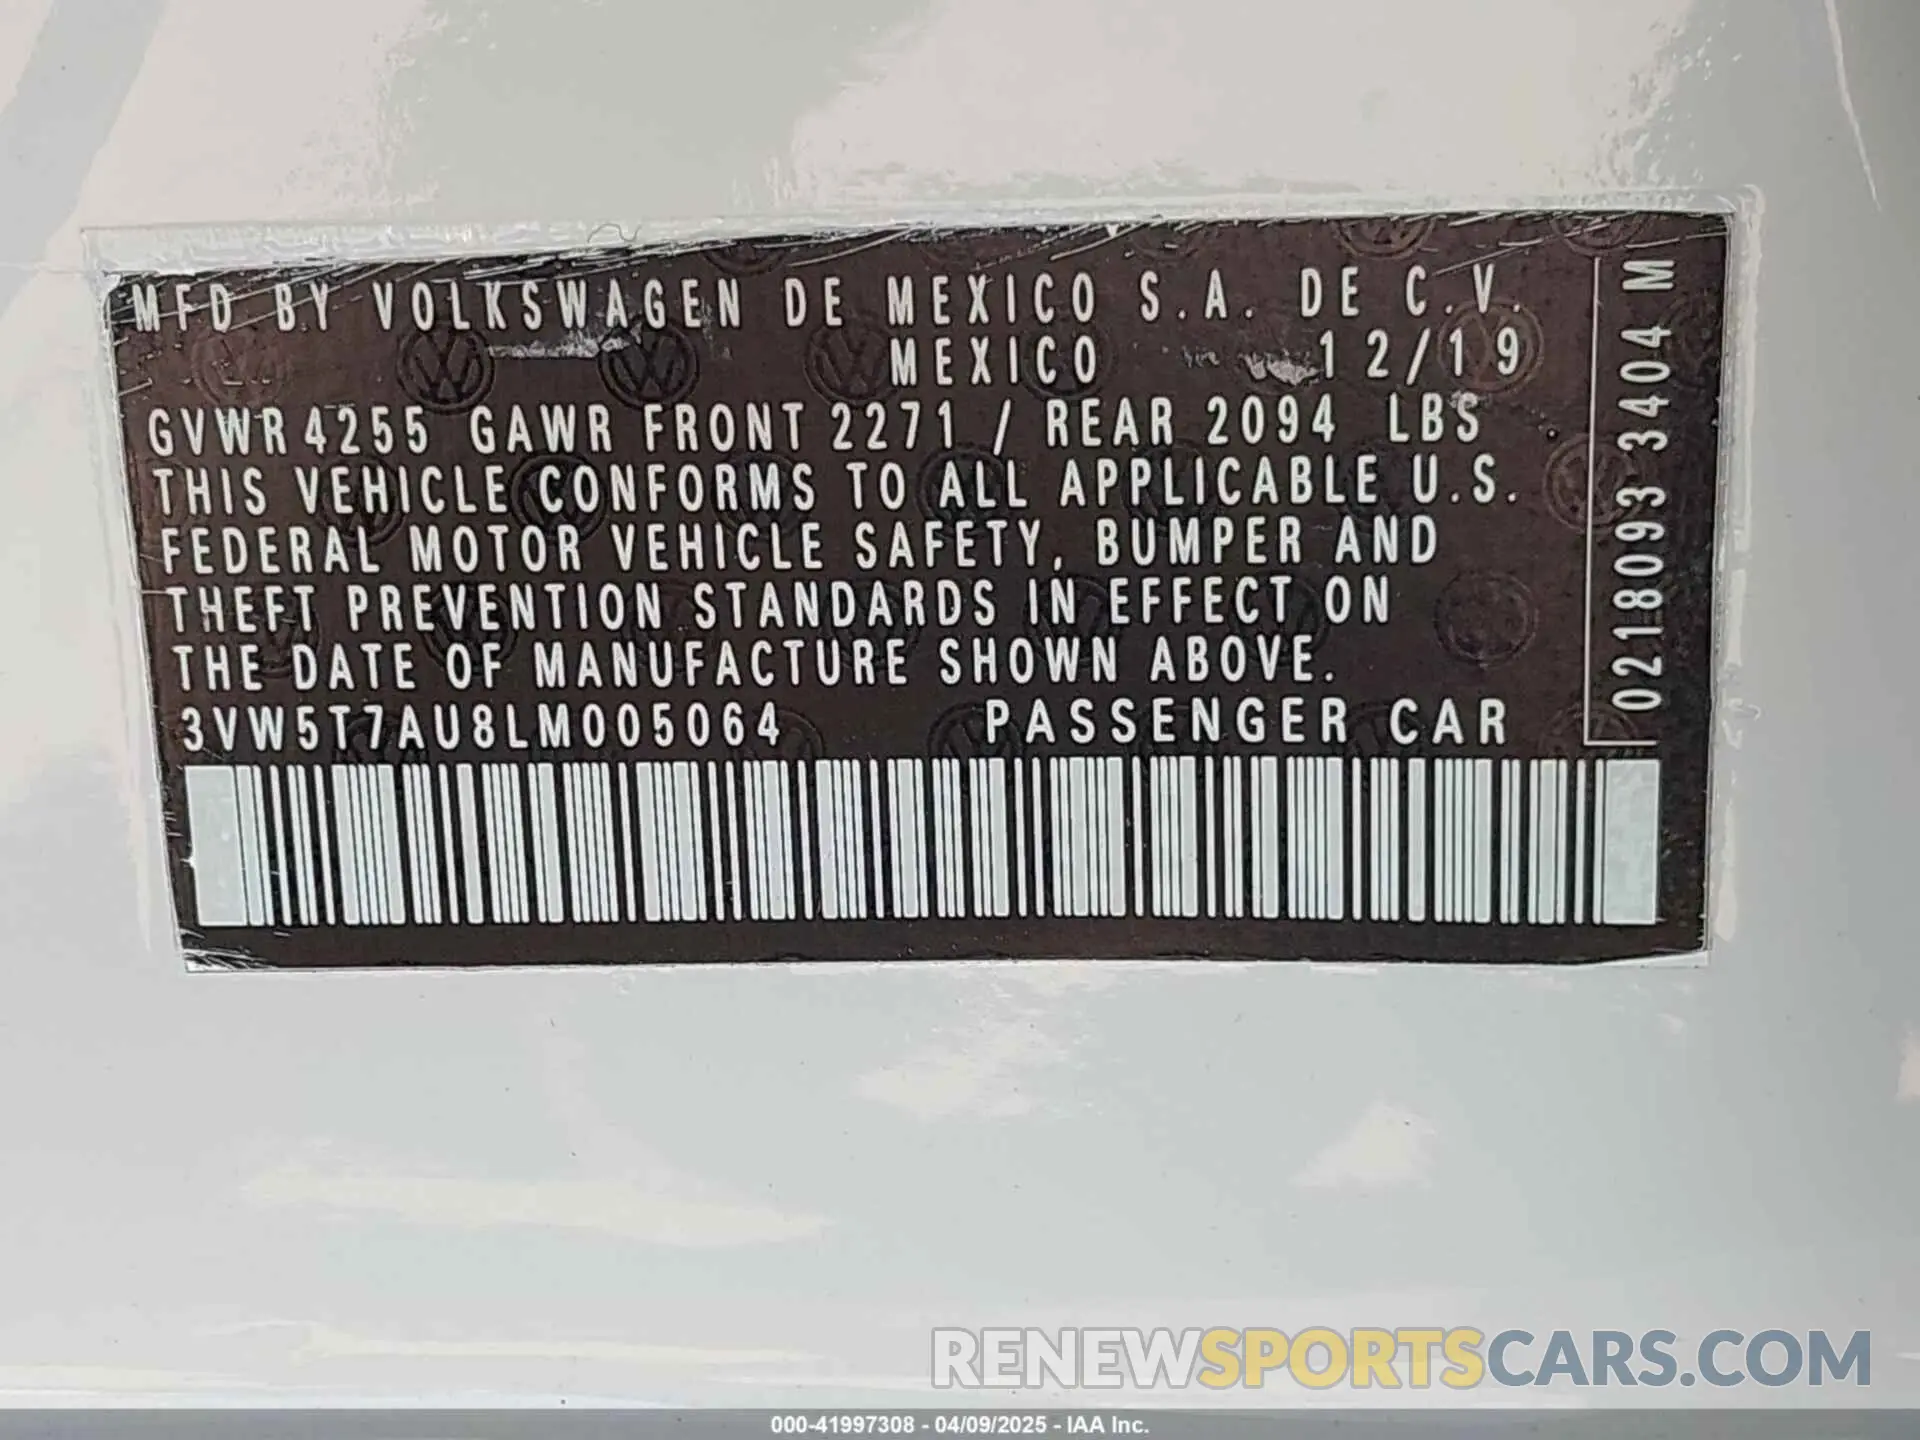 MFD BY VOLKSWAGEN DE MEXICO S.A. DE C.V.
MEXICO 12/19
GVWR 4255 GAWR FRONT 2271 / REAR 2094 LBS
THIS VEHICLE CONFORMS TO ALL APPLICABLE U.S.
FEDERAL MOTOR VEHICLE SAFETY, BUMPER AND
THEFT PREVENTION STANDARDS IN EFFECT ON
THE DATE OF MANUFACTURE SHOWN ABOVE.
3VW5T7AU8LM005064 PASSENGER CAR
0218093 3404 M
RENEWSPORTSCARS.COM
000-41997308 - 04/09/2025 - IAA Inc.